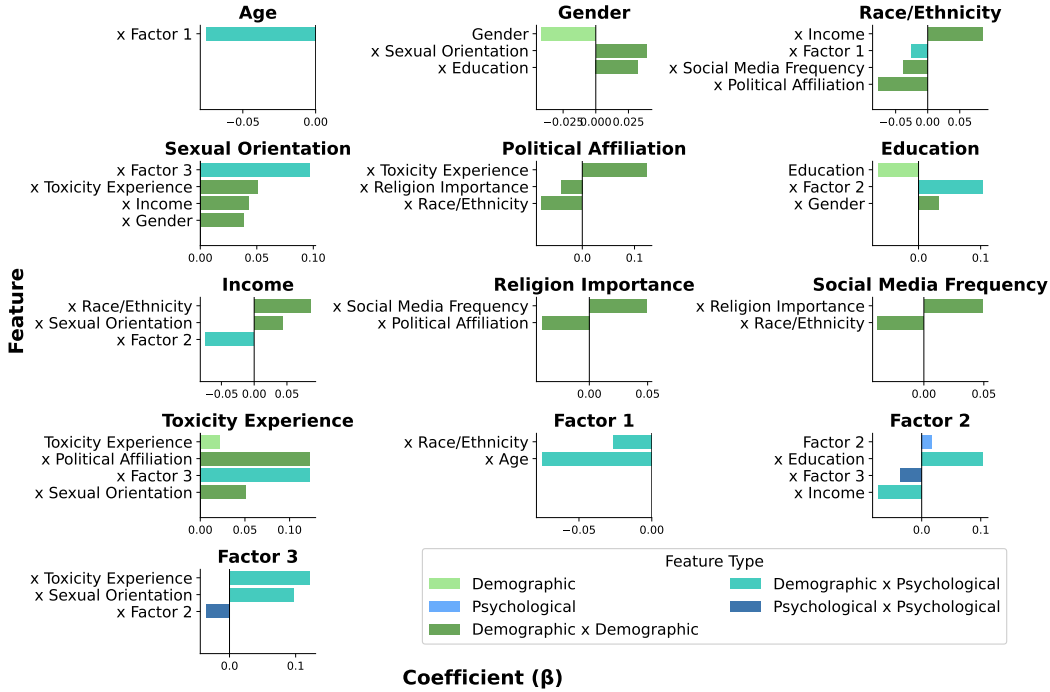 Age
x Factor 1
−0.05
0.00
Gender
Gender
x Sexual Orientation
x Education
−0.025
0.000
0.025
Race/Ethnicity
x Income
x Factor 1
x Social Media Frequency
x Political Affiliation
−0.05
0.00
0.05
Sexual Orientation
x Factor 3
x Toxicity Experience
x Income
x Gender
0.00
0.05
0.10
Political Affiliation
x Toxicity Experience
x Religion Importance
x Race/Ethnicity
0.0
0.1
Education
Education
x Factor 2
x Gender
0.0
0.1
Feature
Income
x Race/Ethnicity
x Sexual Orientation
x Factor 2
−0.05
0.00
0.05
Religion Importance
x Social Media Frequency
x Political Affiliation
0.00
0.05
Social Media Frequency
x Religion Importance
x Race/Ethnicity
0.00
0.05
Toxicity Experience
Toxicity Experience
x Political Affiliation
x Factor 3
x Sexual Orientation
0.00
0.05
0.10
Factor 1
x Race/Ethnicity
x Age
−0.05
0.00
Factor 2
Factor 2
x Education
x Factor 3
x Income
0.0
0.1
Factor 3
x Toxicity Experience
x Sexual Orientation
x Factor 2
0.0
0.1
Feature Type
Demographic
Psychological
Demographic x Demographic
Demographic x Psychological
Psychological x Psychological
Coefficient (β)